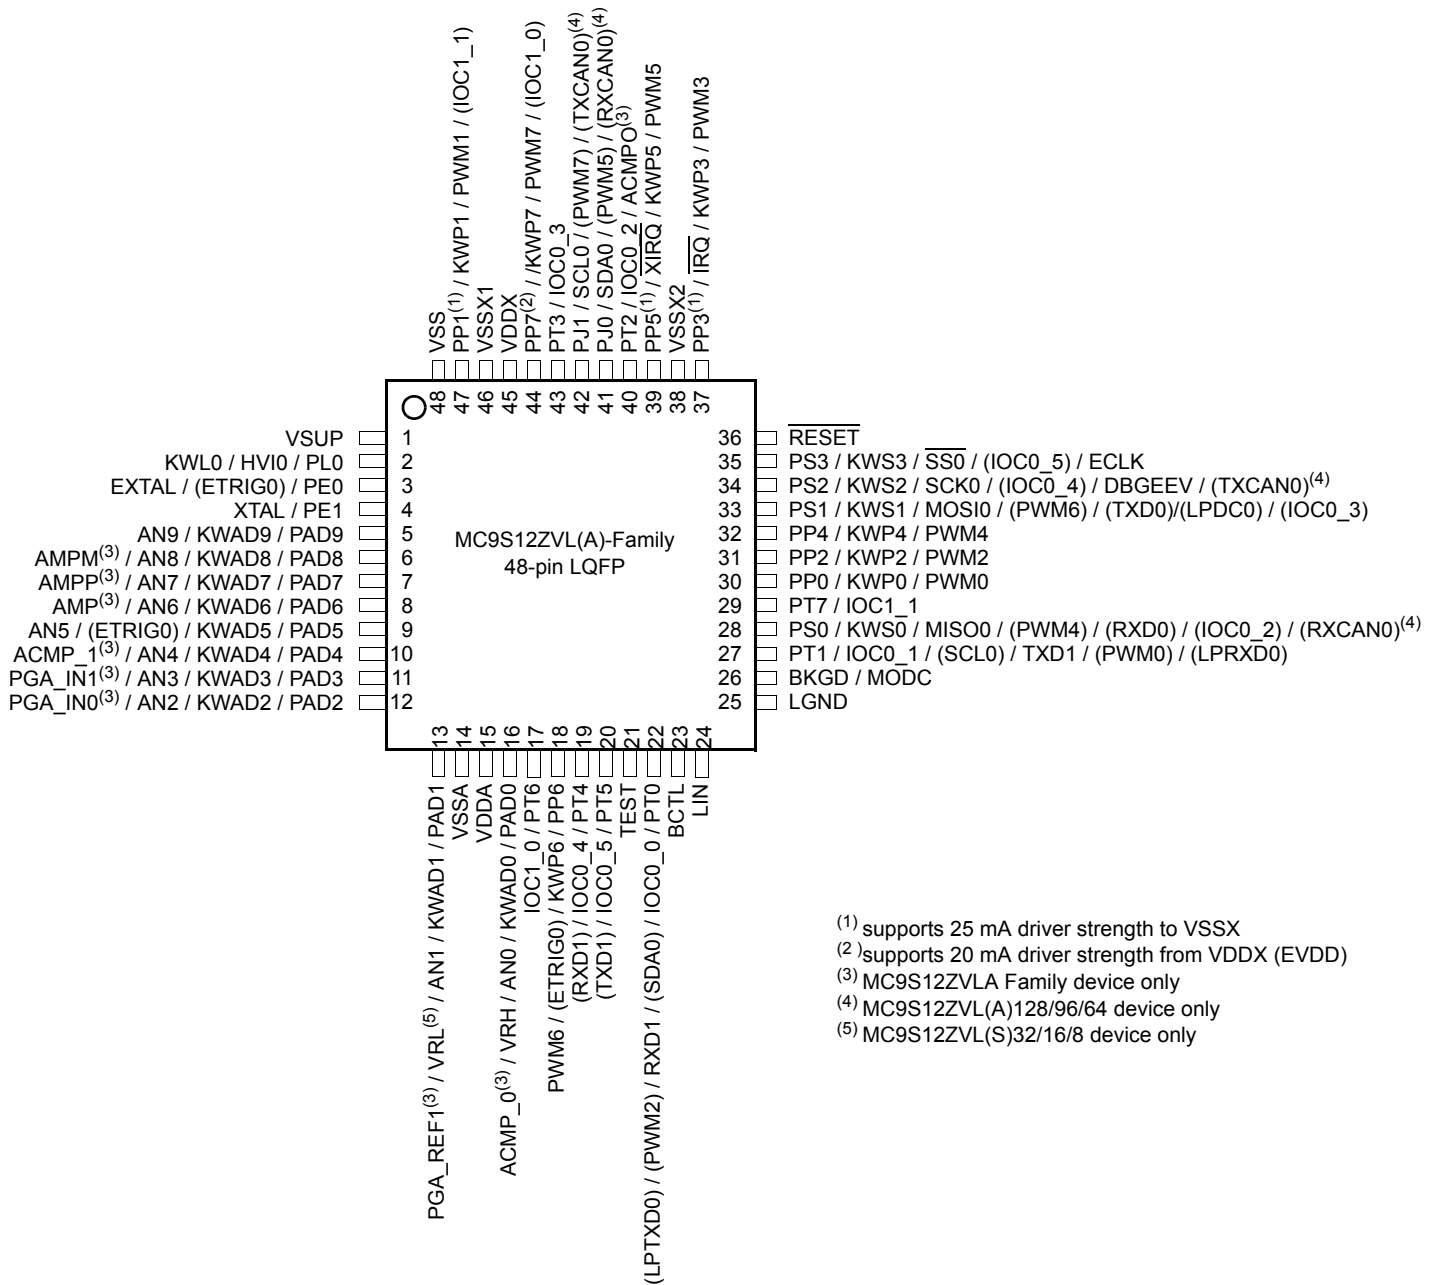 VSS
PP1(1) / KWP1 / PWM1 / (IOC1_1)
VSSX1
VDDX
PP7(2) / /KWP7 / PWM7 / (IOC1_0)
PT3 / IOC0_3
PJ1 / SCL0 / (PWM7) / (TXCAN0)(4)
PJ0 / SDA0 / (PWM5) / (RXCAN0)(4)
PT2 / IOC0_2 / ACMPO(3)
PP5(1) / XIRQ / KWP5 / PWM5
VSSX2
PP3(1) / IRQ / KWP3 / PWM3
48 47 46 45 44 43 42 41 40 39 38 37
VSUP 1
KWL0 / HVI0 / PL0 2
EXTAL / (ETRIG0) / PE0 3
XTAL / PE1 4
AN9 / KWAD9 / PAD9 5
AMPM(3) / AN8 / KWAD8 / PAD8 6
AMPP(3) / AN7 / KWAD7 / PAD7 7
AMP(3) / AN6 / KWAD6 / PAD6 8
AN5 / (ETRIG0) / KWAD5 / PAD5 9
ACMP_1(3) / AN4 / KWAD4 / PAD4 10
PGA_IN1(3) / AN3 / KWAD3 / PAD3 11
PGA_IN0(3) / AN2 / KWAD2 / PAD2 12
MC9S12ZVL(A)-Family
48-pin LQFP
36 RESET
35 PS3 / KWS3 / SS0 / (IOC0_5) / ECLK
34 PS2 / KWS2 / SCK0 / (IOC0_4) / DBGEEV / (TXCAN0)(4)
33 PS1 / KWS1 / MOSI0 / (PWM6) / (TXD0)/(LPDC0) / (IOC0_3)
32 PP4 / KWP4 / PWM4
31 PP2 / KWP2 / PWM2
30 PP0 / KWP0 / PWM0
29 PT7 / IOC1_1
28 PS0 / KWS0 / MISO0 / (PWM4) / (RXD0) / (IOC0_2) / (RXCAN0)(4)
27 PT1 / IOC0_1 / (SCL0) / TXD1 / (PWM0) / (LPRXD0)
26 BKGD / MODC
25 LGND
13 14 15 16 17 18 19 20 21 22 23 24
PGA_REF1(3) / VRL(5) / AN1 / KWAD1 / PAD1
VSSA
VDDA
ACMP_0(3) / VRH / AN0 / KWAD0 / PAD0
IOC1_0 / PT6
PWM6 / (ETRIG0) / KWP6 / PP6
(RXD1) / IOC0_4 / PT4
(TXD1) / IOC0_5 / PT5
TEST
(LPTXD0) / (PWM2) / RXD1 / (SDA0) / IOC0_0 / PT0
BCTL
LIN
(1) supports 25 mA driver strength to VSSX
(2 )supports 20 mA driver strength from VDDX (EVDD)
(3) MC9S12ZVLA Family device only
(4) MC9S12ZVL(A)128/96/64 device only
(5) MC9S12ZVL(S)32/16/8 device only